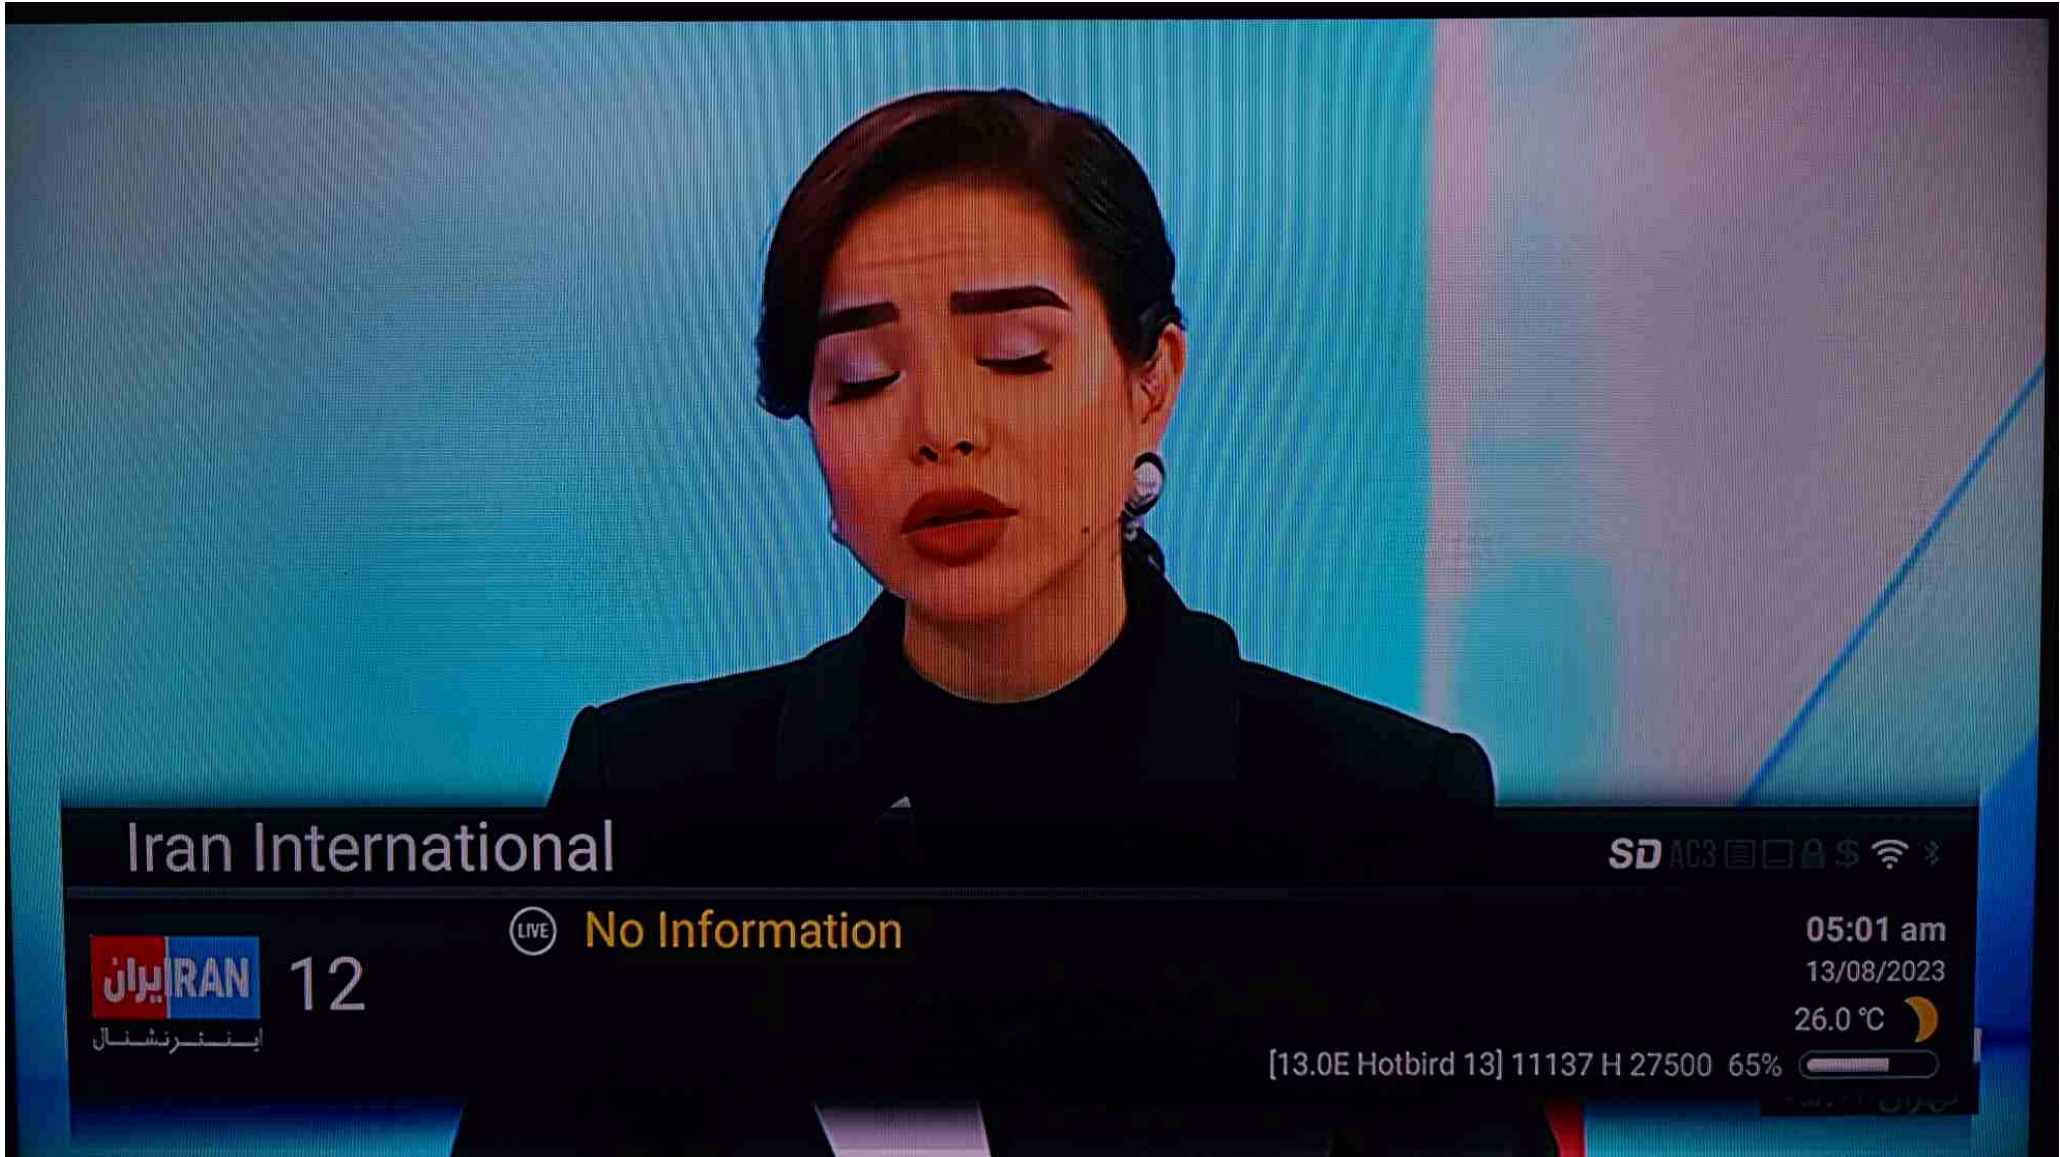 Iran International
SD AC3 $
LIVE No Information
05:01 am
ایران IRAN
12
13/08/2023
اینترنشنال
26.0 °C
[13.0E Hotbird 13] 11137 H 27500 65%
تهران